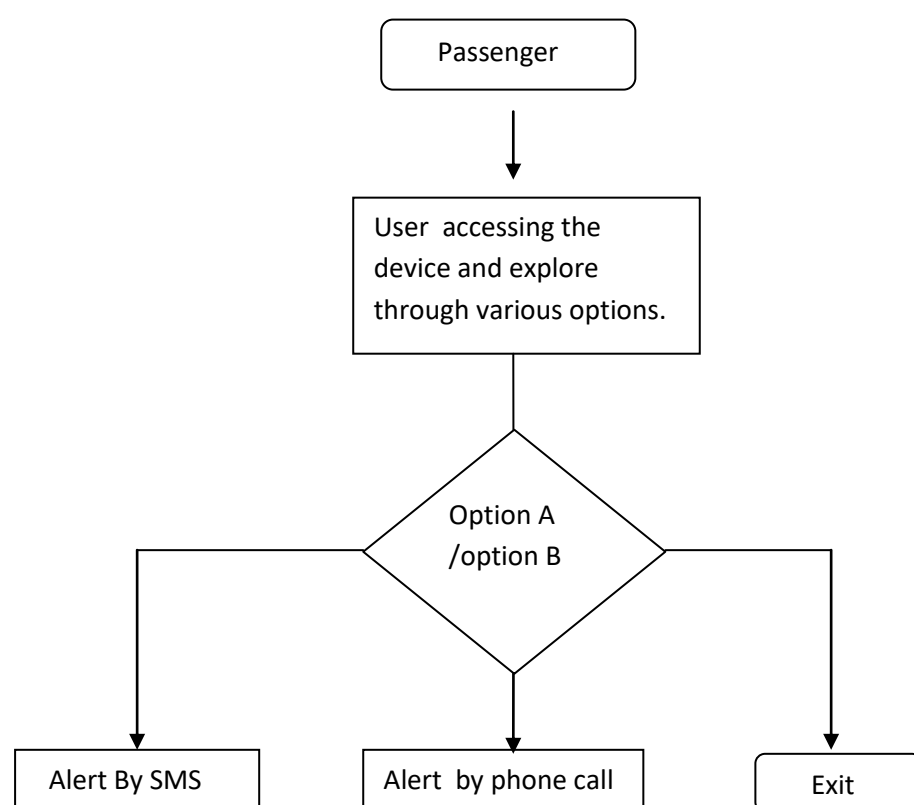 Passenger
User  accessing the
device and explore
through various options.
Option A
/option B
Alert By SMS
Alert  by phone call
Exit